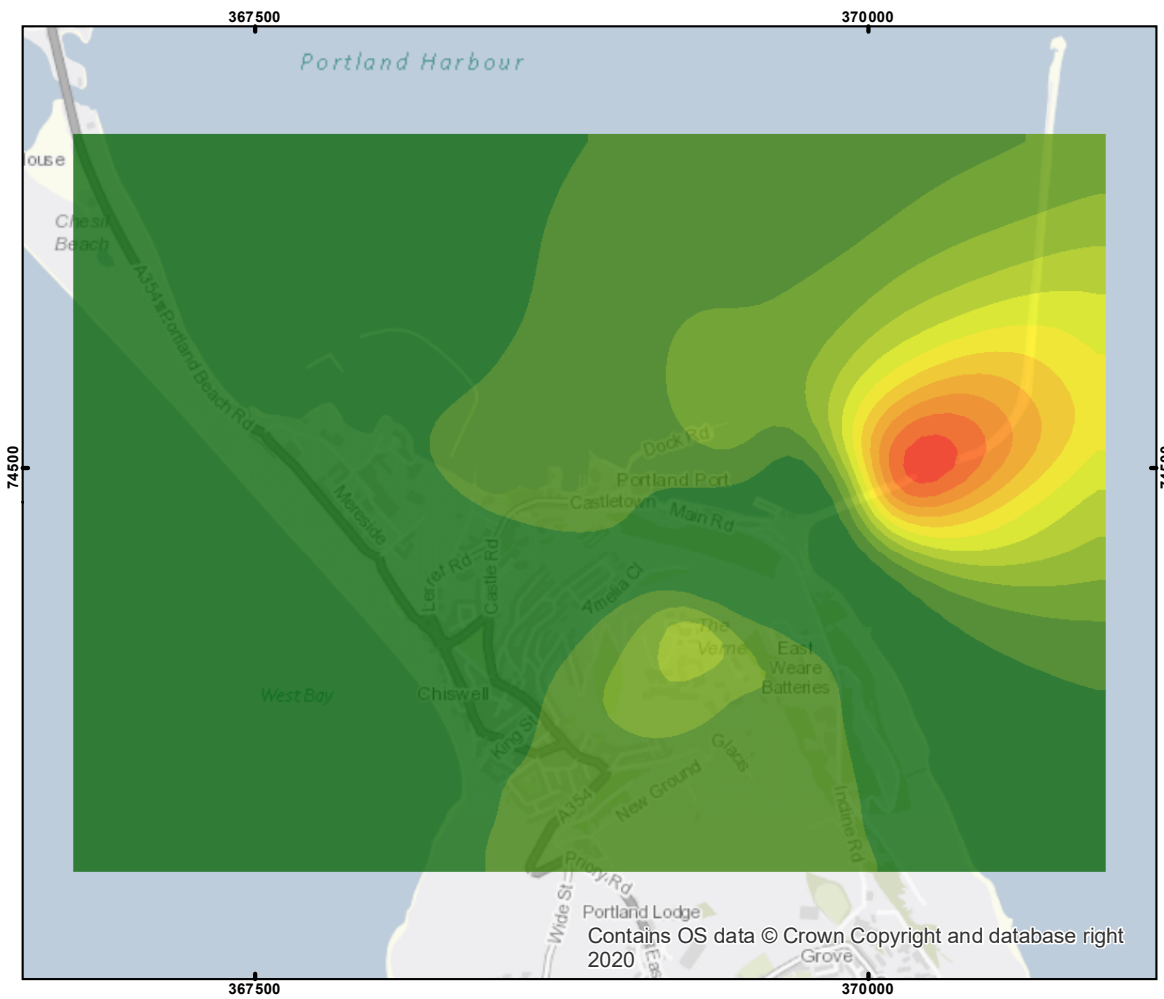 367500 370000
Portland Harbour
ouse
Chesil
Beach
A354
Portland Beach Rd
74500
Dock Rd
Portland Port
Castletown
Main Rd
Mereside
Lerret Rd
Castle Rd
Amelia Cl
The
Verne
East
Weare
Batteries
West Bay
Chiswell
King St
Glacis
New Ground
A354
Incline Rd
Priory Rd
Wide St
Portland Lodge
Contains OS data © Crown Copyright and database right
2020
Grove
367500 370000